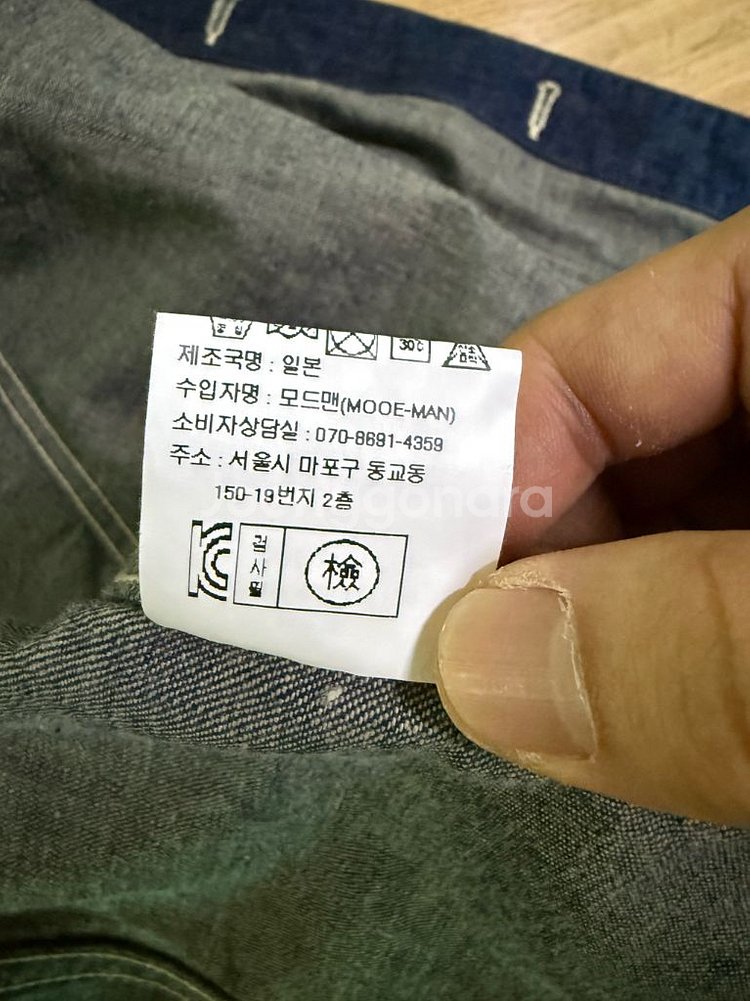 30℃
제조국명 : 일본
수입자명 : 모드맨(MOOE-MAN)
소비자상담실 : 070-8691-4359
주소 : 서울시 마포구 동교동
150-19번지 2층
joonggonara
검사필
檢